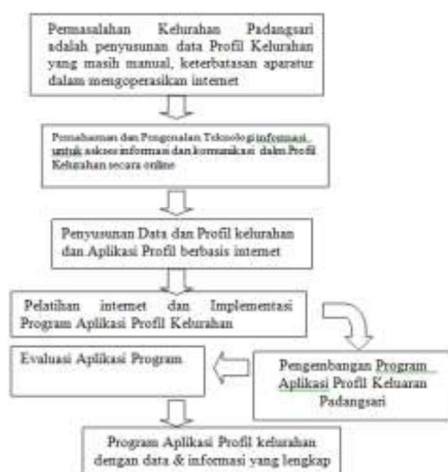 Permasalahan Kelurahan Padangsari
adalah penyusunan data Profil Kelurahan
yang masih manual, keterbatasan aparatur
dalam mengoperasikan internet
Pemahaman dan Pengenalan Teknologi informasi
untuk askses informasi dan komunikasi dalm Profil
Kelurahan secara online
Penyusunan Data dan Profil kelurahan
dan Aplikasi Profil berbasis internet
Pelatihan internet dan Implementasi
Program Aplikasi Profil Kelurahan
Evaluasi Aplikasi Program
Pengembangan Program
Aplikasi Profil Keluaran
Padangsari
Program Aplikasi Profil kelurahan
dengan data & informasi yang lengkap